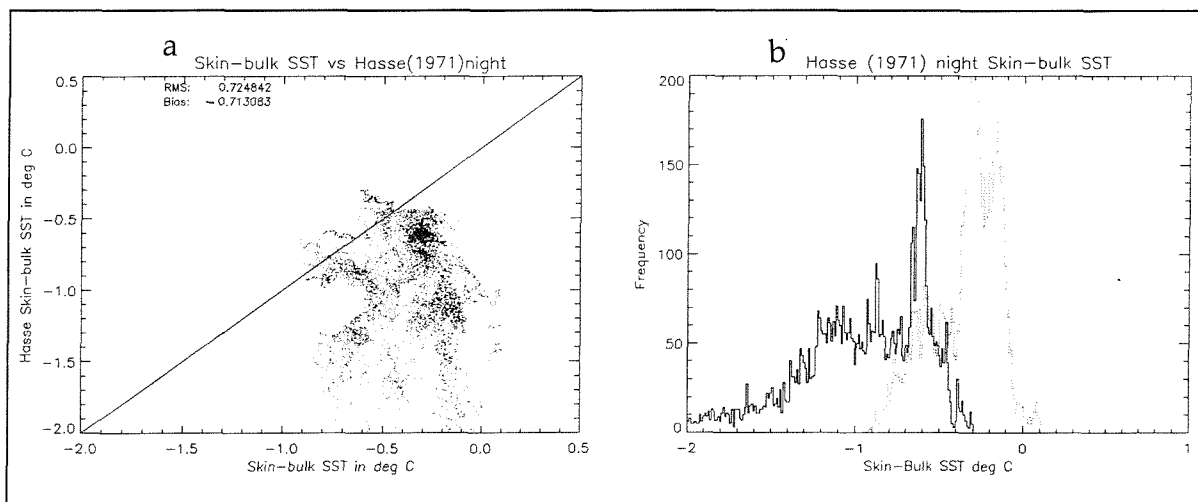 a
Skin-bulk SST vs Hasse(1971)night
RMS: 0.724842
Bias: -0.713083
0.5
0.0
-0.5
-1.0
-1.5
-2.0
Hasse Skin-bulk SST in deg C
-2.0 -1.5 -1.0 -0.5 0.0 0.5
Skin-bulk SST in deg C
b
Hasse (1971) night Skin-bulk SST
200
150
100
50
0
Frequency
-2 -1 0 1
Skin-Bulk SST deg C